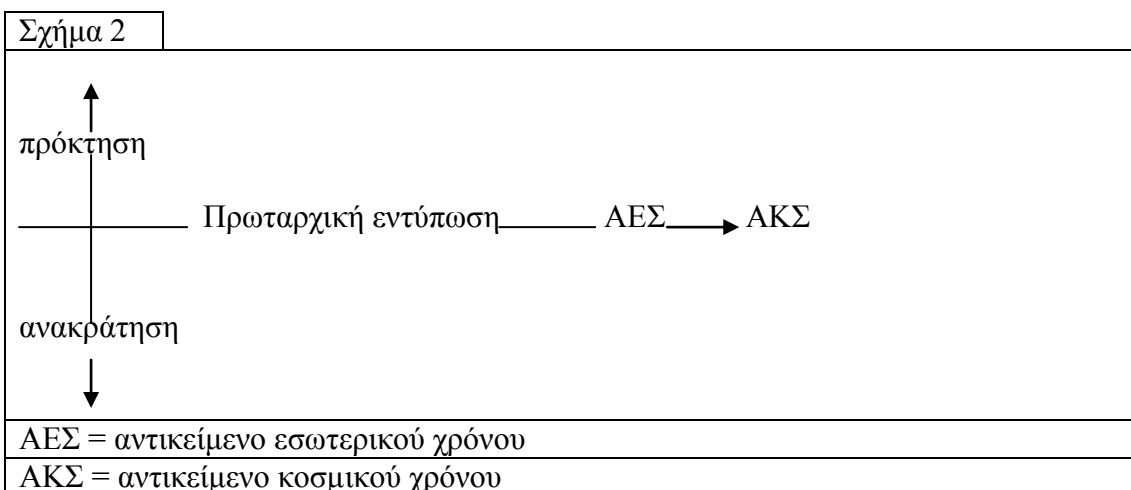 Σχήμα 2
πρόκτηση
Πρωταρχική εντύπωση ΑΕΣ ΑΚΣ
ανακράτηση
ΑΕΣ = αντικείμενο εσωτερικού χρόνου
ΑΚΣ = αντικείμενο κοσμικού χρόνου